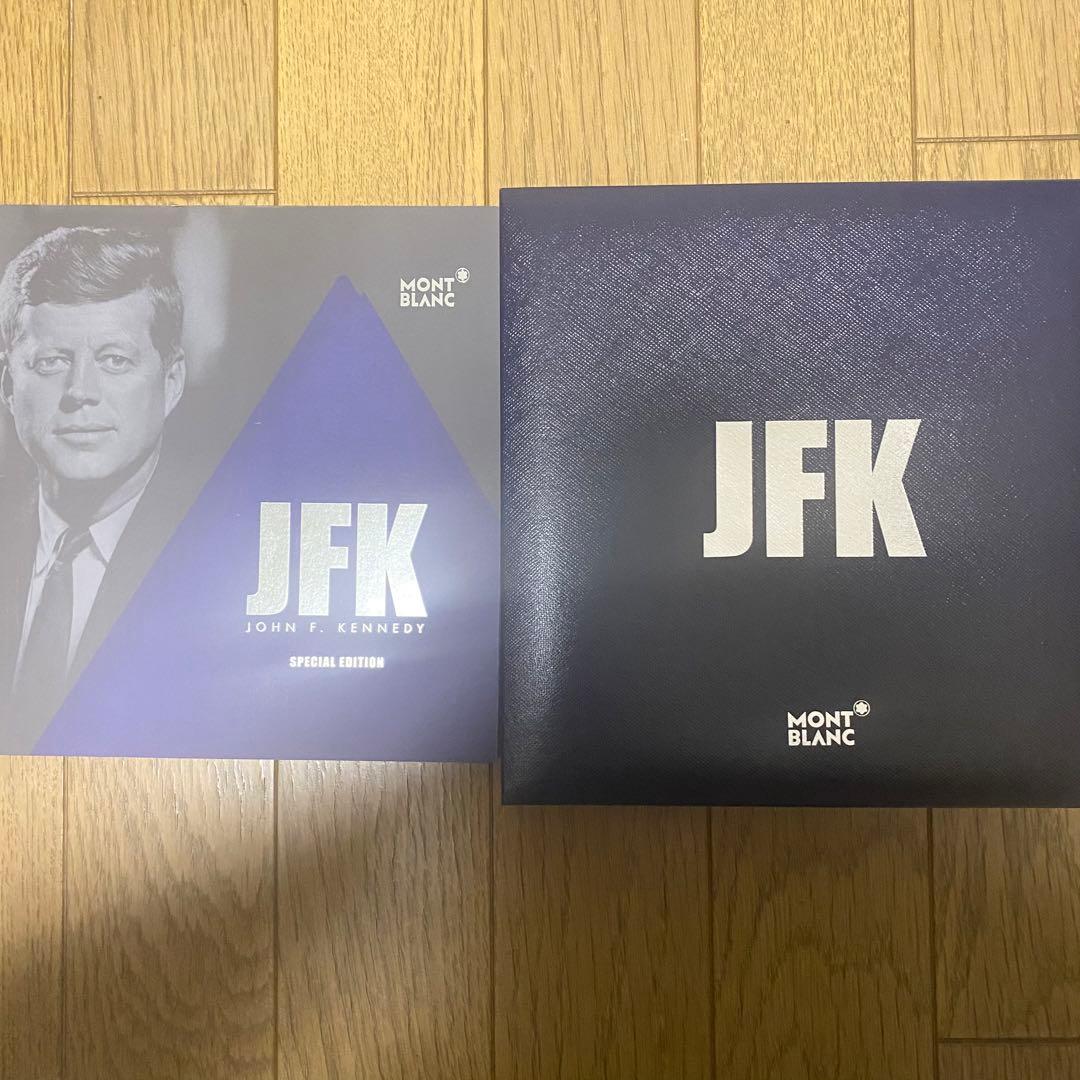 MONT
BLANC
JFK
JOHN F. KENNEDY
SPECIAL EDITION
JFK
MONT
BLANC